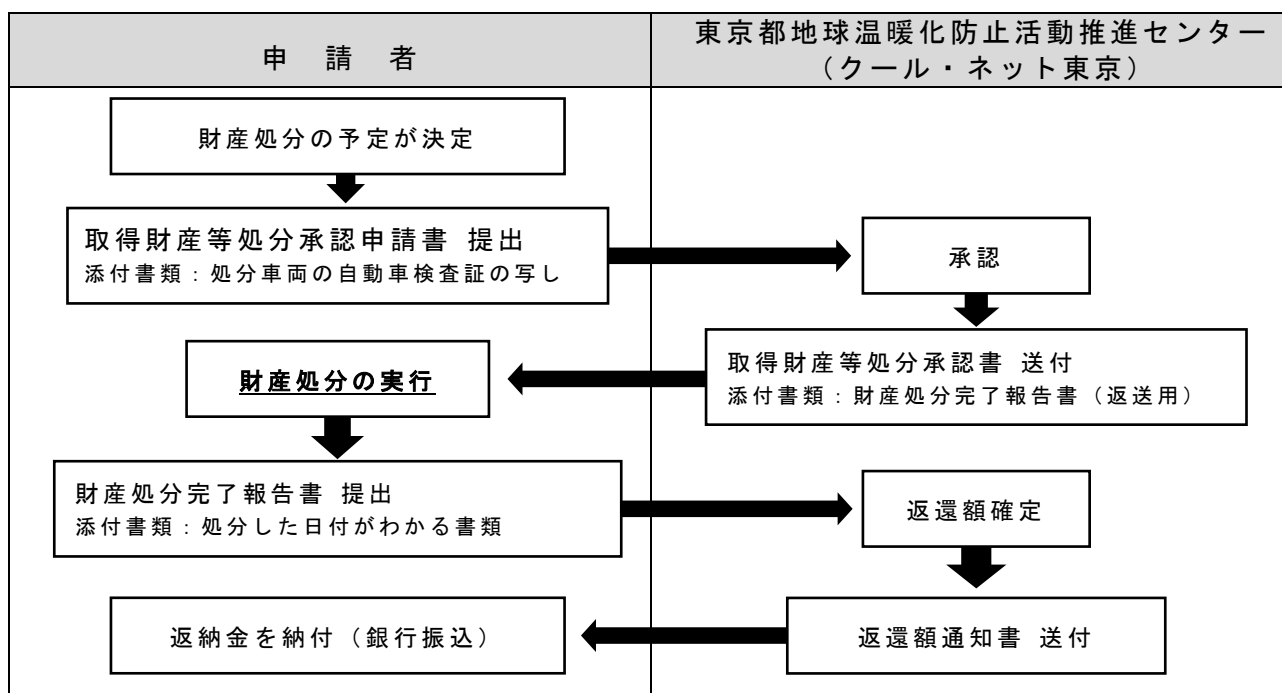 申請者
東京都地球温暖化防止活動推進センター
（クール・ネット東京）
財産処分の予定が決定
取得財産等処分承認申請書 提出
添付書類：処分車両の自動車検査証の写し
承認
取得財産等処分承認書 送付
添付書類：財産処分完了報告書（返送用）
財産処分の実行
財産処分完了報告書 提出
添付書類：処分した日付がわかる書類
返還額確定
返還額通知書 送付
返納金を納付（銀行振込）